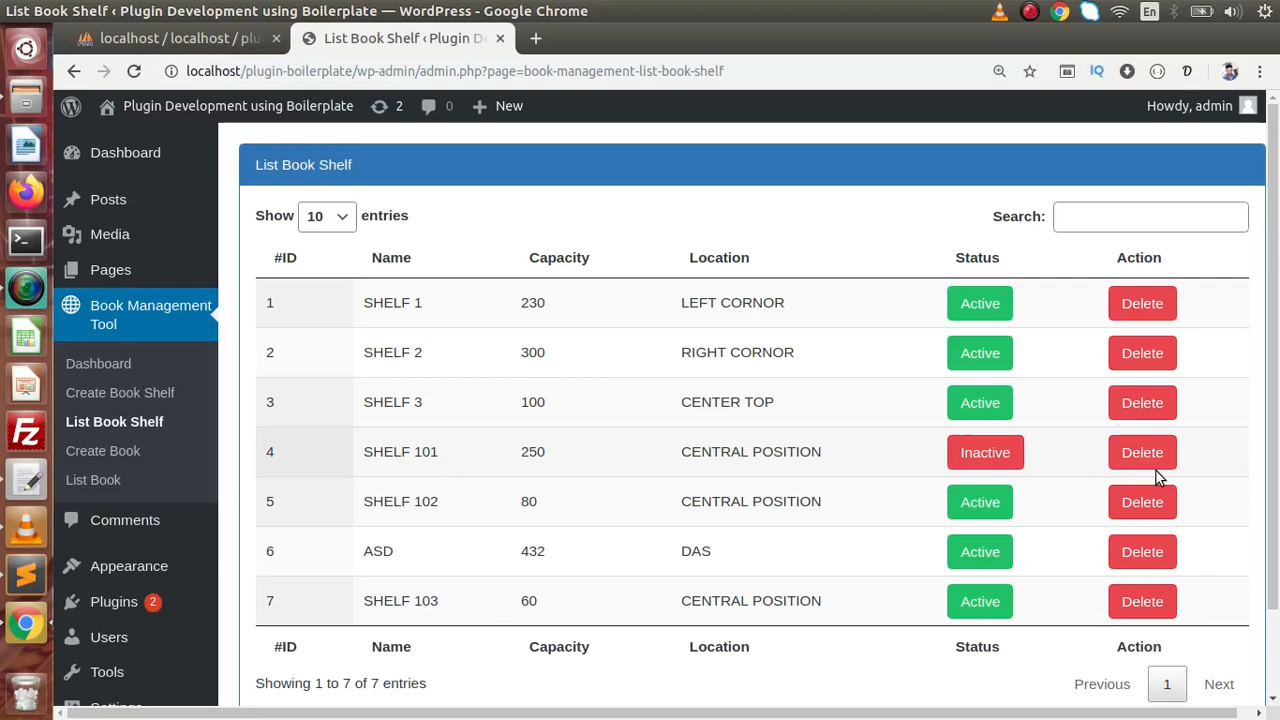 List Book Shelf ‹ Plugin Development using Boilerplate — WordPress - Google Chrome
En
localhost / localhost / plu
List Book Shelf ‹ Plugin De
localhost/plugin-boilerplate/wp-admin/admin.php?page=book-management-list-book-shelf
IQ
Plugin Development using Boilerplate
2
0
New
Howdy, admin
Dashboard
Posts
Media
Pages
Book Management
Tool
Dashboard
Create Book Shelf
List Book Shelf
Create Book
List Book
Comments
Appearance
Plugins 2
Users
Tools
List Book Shelf
Show 10 entries
Search:
#ID Name Capacity Location Status Action
1 SHELF 1 230 LEFT CORNOR Active Delete
2 SHELF 2 300 RIGHT CORNOR Active Delete
3 SHELF 3 100 CENTER TOP Active Delete
4 SHELF 101 250 CENTRAL POSITION Inactive Delete
5 SHELF 102 80 CENTRAL POSITION Active Delete
6 ASD 432 DAS Active Delete
7 SHELF 103 60 CENTRAL POSITION Active Delete
#ID Name Capacity Location Status Action
Showing 1 to 7 of 7 entries
Previous 1 Next